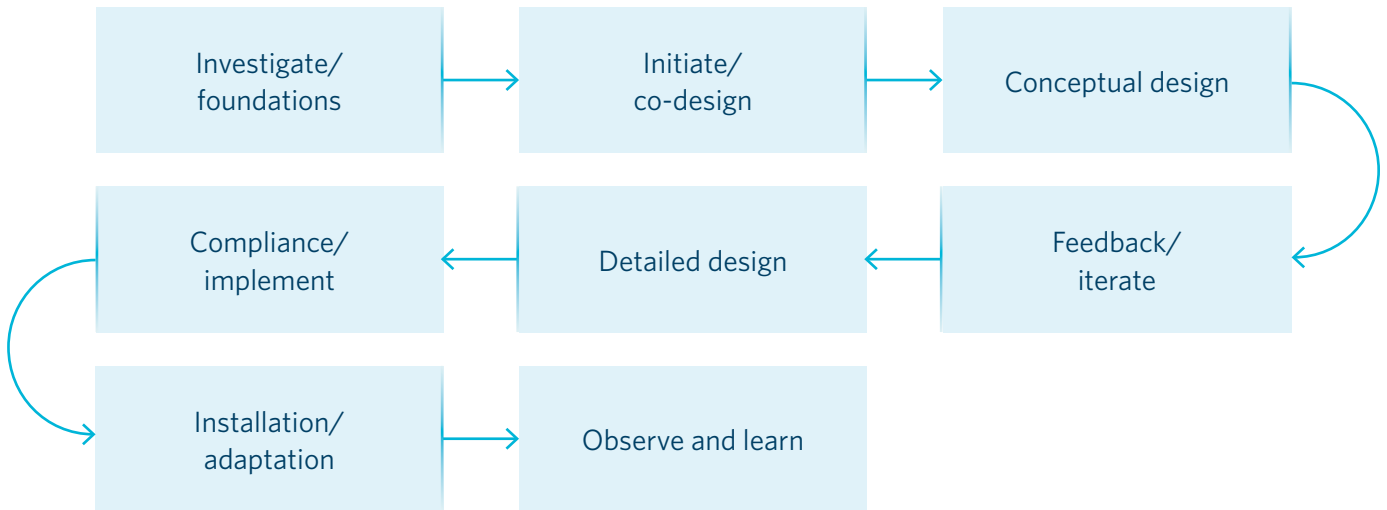 Investigate/
foundations
Initiate/
co-design
Conceptual design
Feedback/
iterate
Detailed design
Compliance/
implement
Installation/
adaptation
Observe and learn